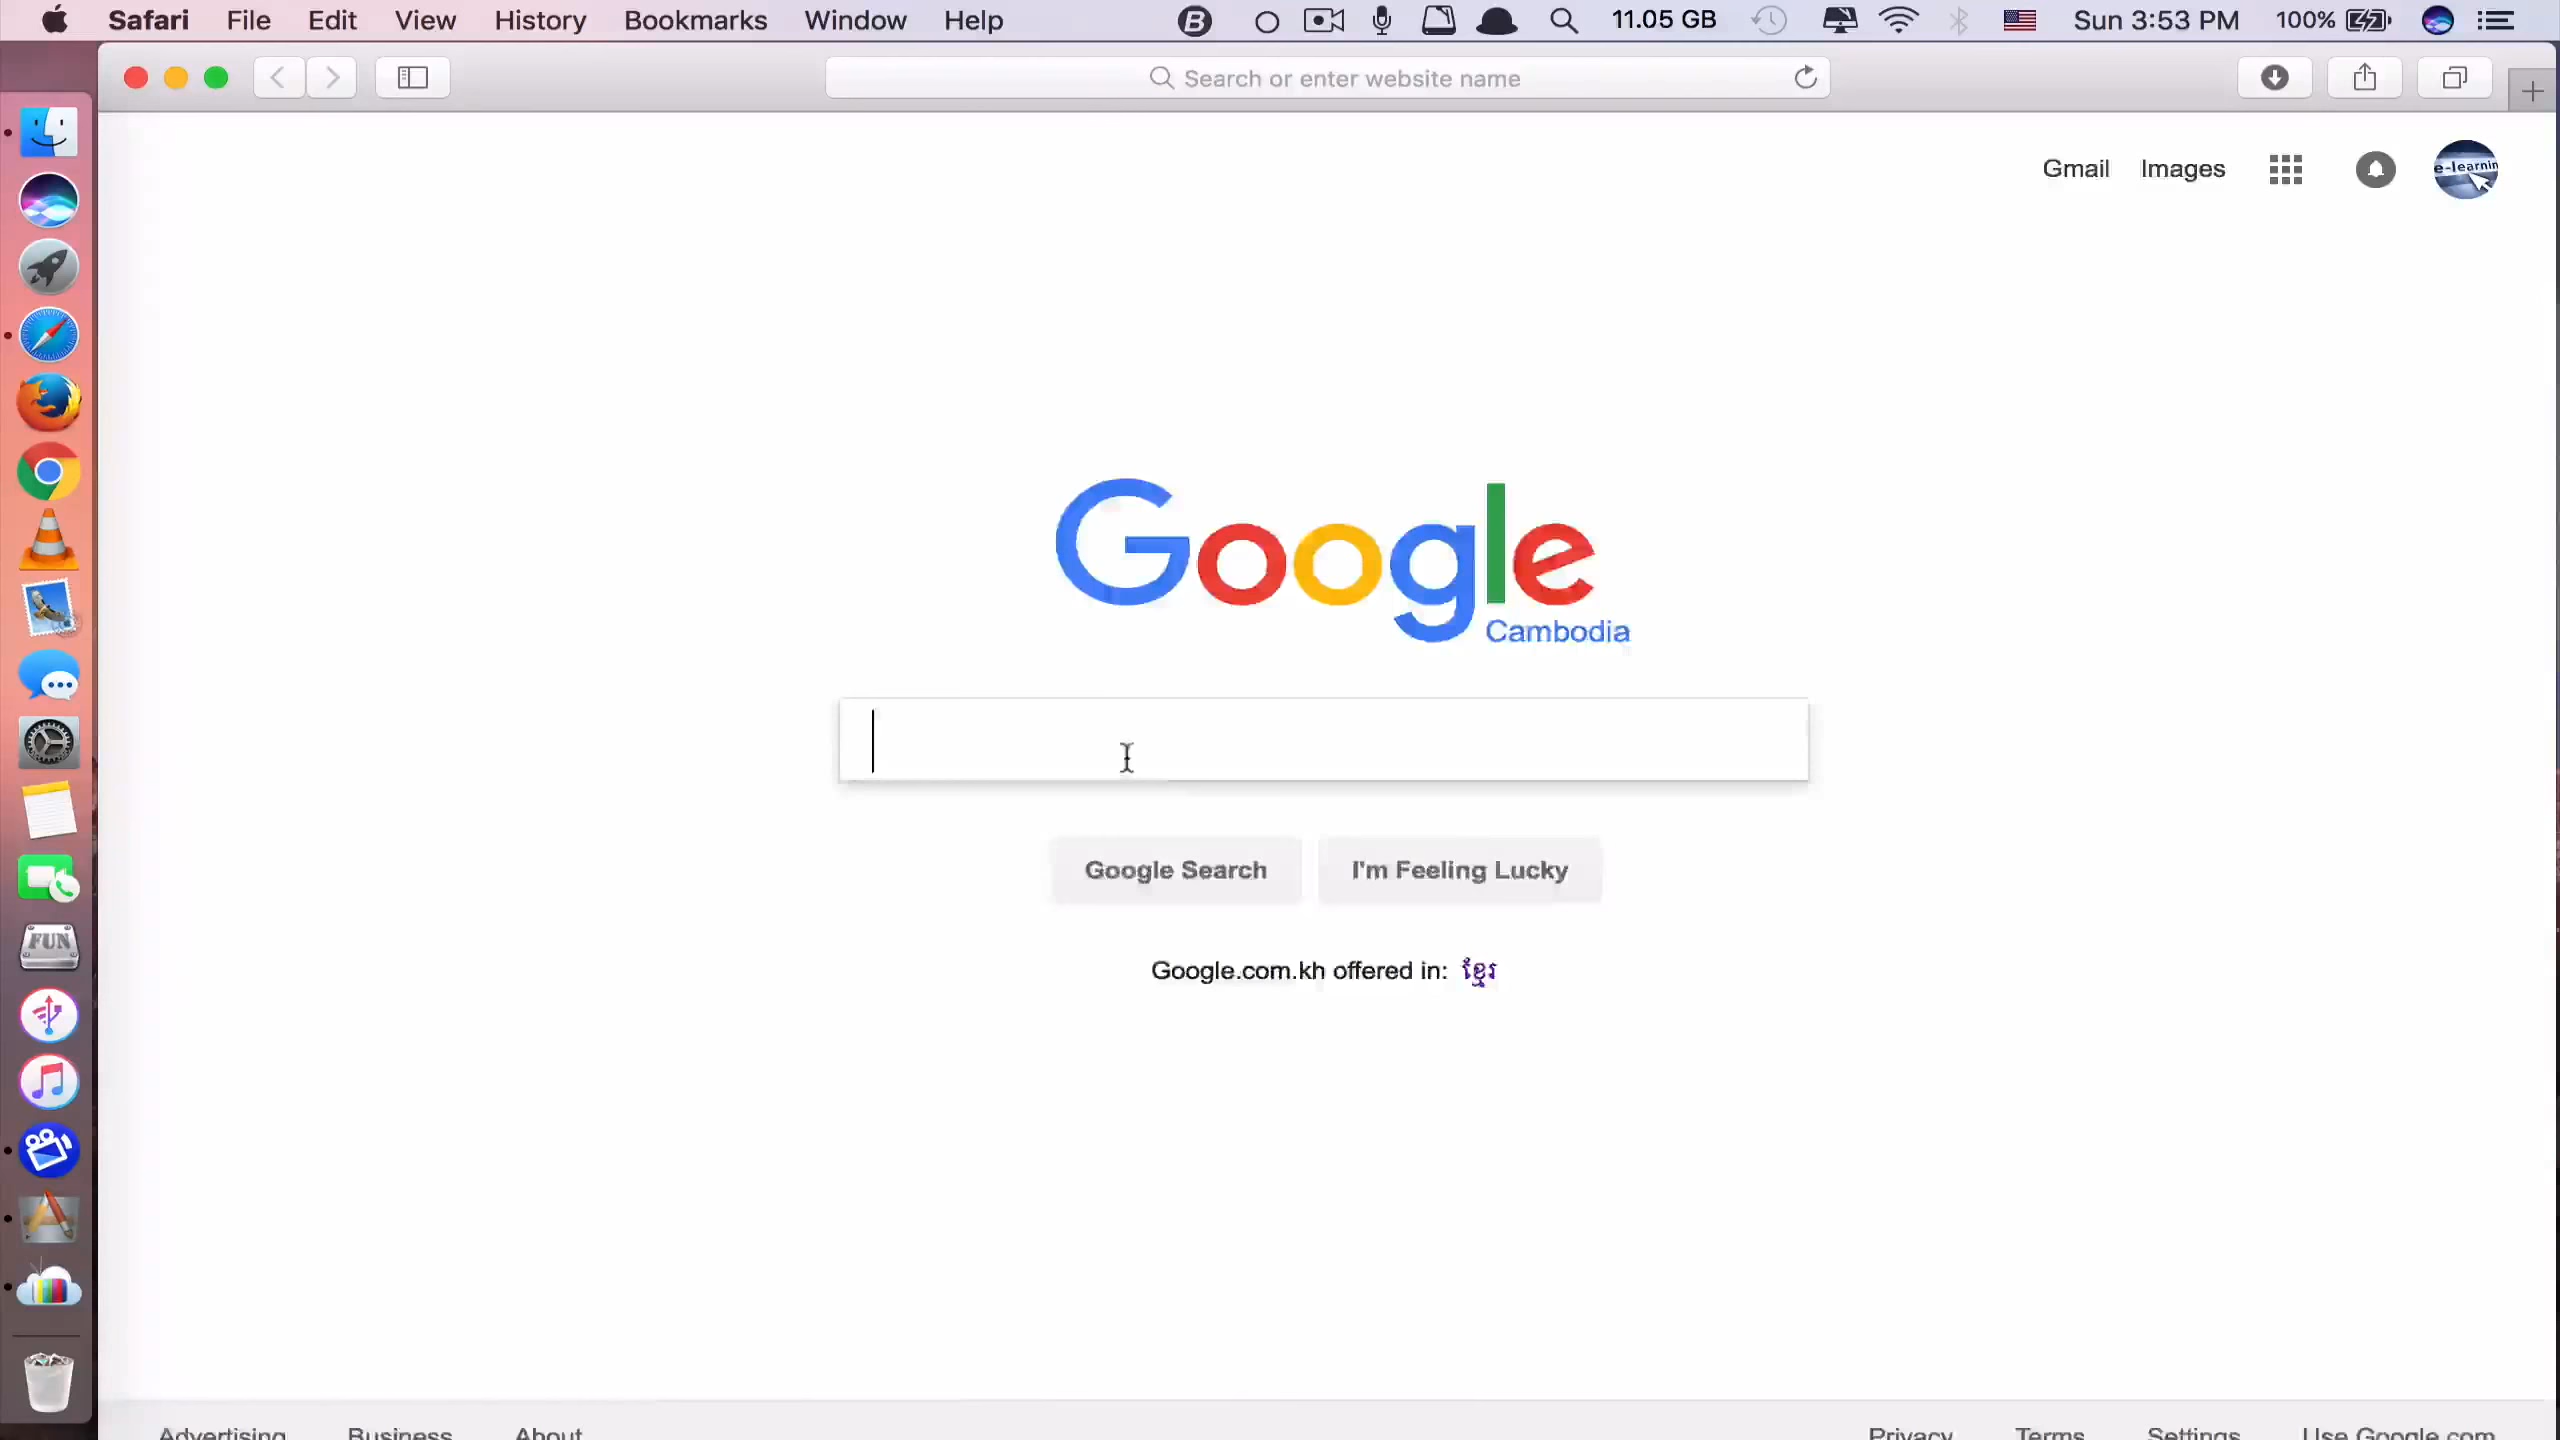 Safari File Edit View History Bookmarks Window Help 11.05 GB Sun 3:53 PM 100%
Search or enter website name
Gmail Images
e-learnin
Google
Cambodia
Google Search I'm Feeling Lucky
Google.com.kh offered in: ខ្មែរ
FUN
Advertising Business About Privacy Terms Settings Use Google.com